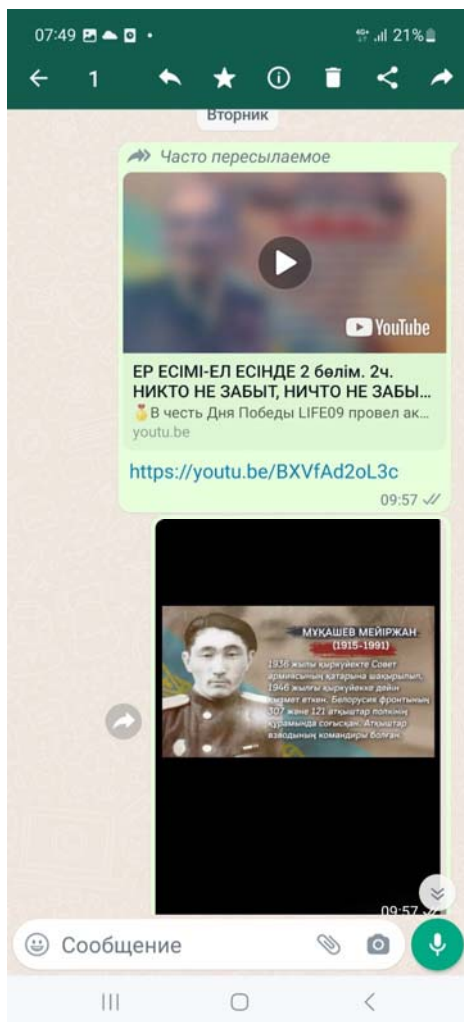 07:49
21%
1
Вторник
Часто пересылаемое
YouTube
ЕР ЕСІМІ-ЕЛ ЕСІНДЕ 2 бөлім. 2ч.
НИКТО НЕ ЗАБЫТ, НИЧТО НЕ ЗАБЫ...
В честь Дня Победы LIFE09 провел ак...
youtu.be
https://youtu.be/BXVfAd2oL3c
09:57
МҰҚАШЕВ МЕЙІРЖАН
(1915-1991)
1936 жылы қыркүйекте Совет
армиясының қатарына шақырылып,
1946 жылғы қыркүйекке дейін
қызмет еткен. Белорусия фронтының
307 және 121 атқыштар полкінің
құрамында соғысқан. Атқыштар
взводының командирі болған.
09:57
Сообщение